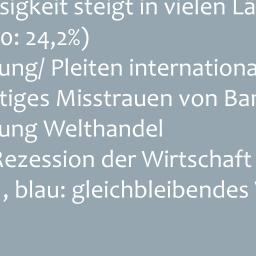 sigkeit steigt in vielen Lä
0: 24,2%)
ung/ Pleiten internationa
tiges Misstrauen von Ban
ung Welthandel
Rezession der Wirtschaft
, blau: gleichbleibendes